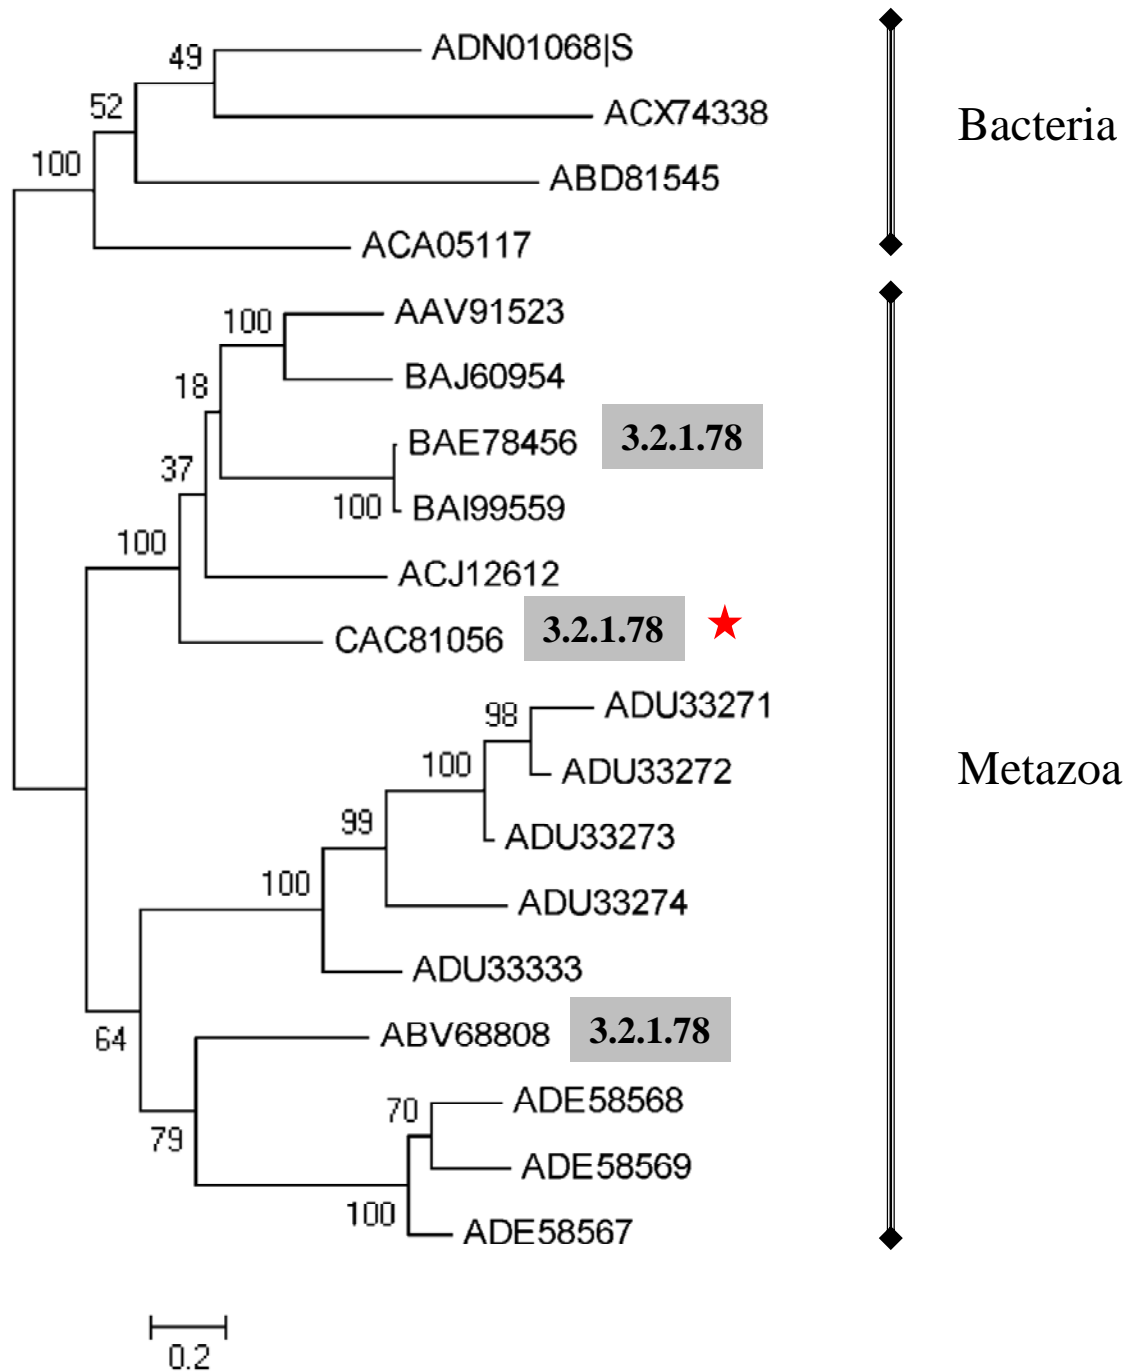 ADN01068|S
49
ACX74338
52
Bacteria
100
ABD81545
ACA05117
AAV91523
100
BAJ60954
18
BAE78456 3.2.1.78
37
100 BAI99559
100
ACJ12612
CAC81056 3.2.1.78
ADU33271
98
100 ADU33272
Metazoa
99
ADU33273
100
ADU33274
ADU33333
64
ABV68808 3.2.1.78
70 ADE58568
79
ADE58569
100
ADE58567
0.2